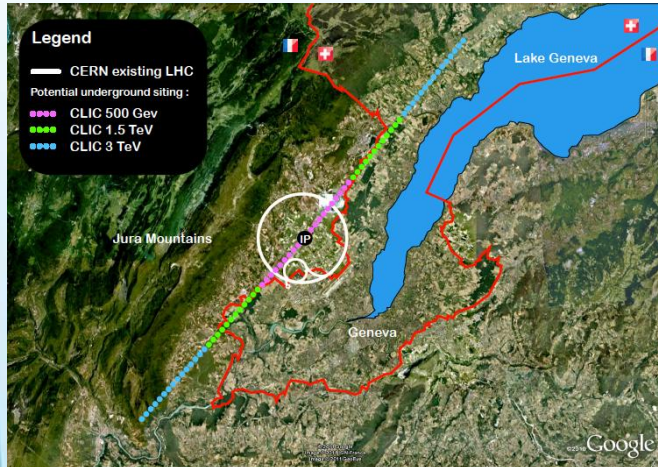 Legend
CERN existing LHC
Potential underground siting :
CLIC 500 Gev
CLIC 1.5 TeV
CLIC 3 TeV
Lake Geneva
Jura Mountains
IP
Geneva
Google